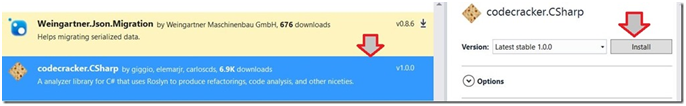 Weingartner.Json.Migration by Weingartner Maschinenbau GmbH, 676 downloads v0.8.6
Helps migrating serialized data.
codecracker.CSharp by giggio, elemarjr, carloscds, 6.9K downloads v1.0.0
A analyzer library for C# that uses Roslyn to produce refactorings, code analysis, and other niceties.
codecracker.CSharp
Version: Latest stable 1.0.0 Install
Options